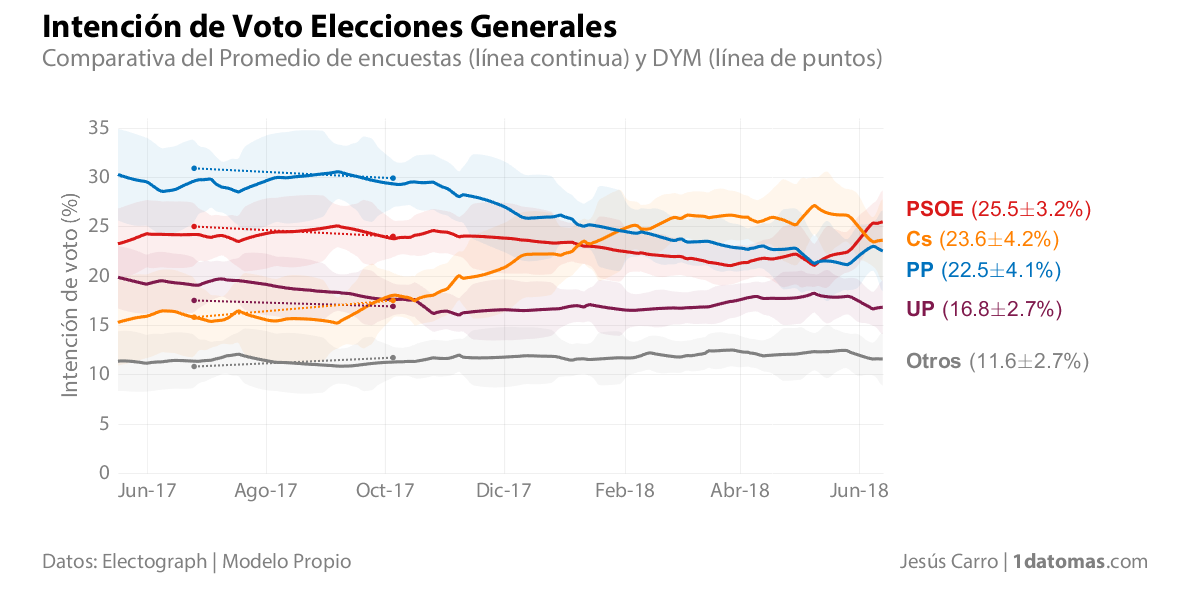 Intención de Voto Elecciones Generales
Comparativa del Promedio de encuestas (línea continua) y DYM (línea de puntos)
Intención de voto (%)
35
30
25
20
15
10
5
0
Jun-17 Ago-17 Oct-17 Dic-17 Feb-18 Abr-18 Jun-18
PSOE (25.5±3.2%)
Cs (23.6±4.2%)
PP (22.5±4.1%)
UP (16.8±2.7%)
Otros (11.6±2.7%)
Datos: Electograph | Modelo Propio
Jesús Carro | 1datomas.com